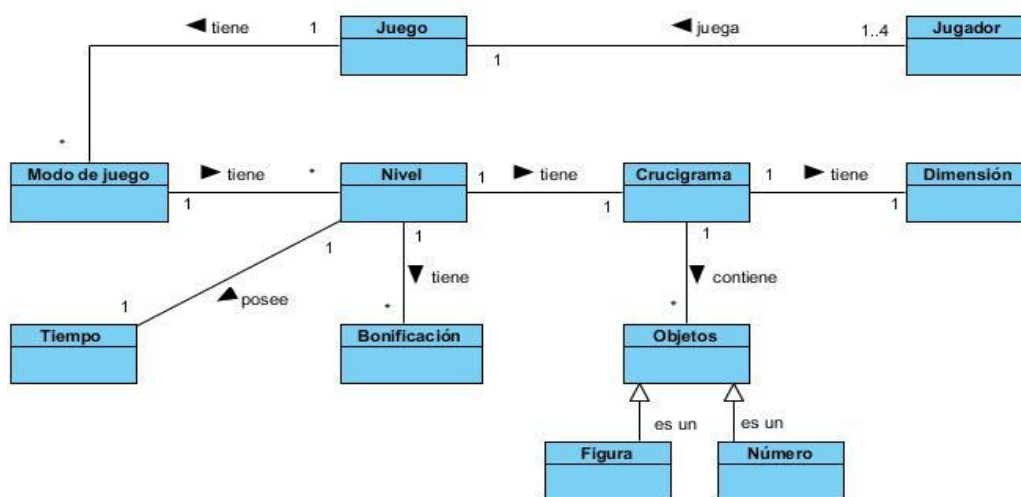 tiene
1
Juego
juega
1
1..4
Jugador
*
Modo de juego
tiene
1
*
Nivel
1
tiene
1
Crucigrama
1
tiene
1
Dimensión
1
posee
1
1
tiene
*
1
contiene
*
Tiempo
Bonificación
Objetos
es un
es un
Figura
Número